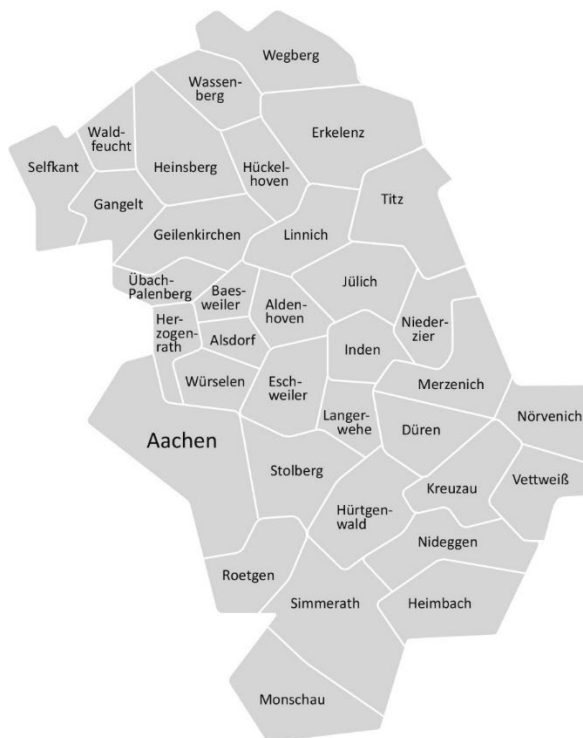 Wegberg
Wassen-
berg
Erkelenz
Wald-
feucht
Selfkant
Heinsberg
Hückel-
hoven
Gangelt
Titz
Geilenkirchen
Linnich
Übach-
Palenberg
Baes-
weiler
Jülich
Alden-
hoven
Her-
zogen-
rath
Nieder-
zier
Alsdorf
Inden
Würselen
Esch-
weiler
Merzenich
Langer-
wehe
Düren
Nörvenich
Aachen
Stolberg
Kreuzau
Vettweiß
Hürtgen-
wald
Nideggen
Roetgen
Simmerath
Heimbach
Monschau